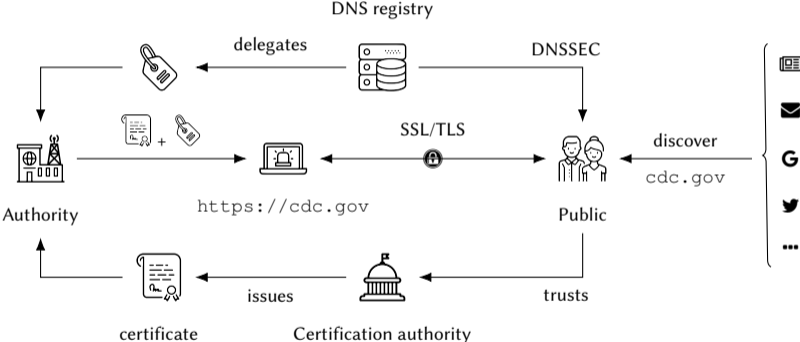 DNS registry
delegates
DNSSEC
+
SSL/TLS
discover
cdc.gov
Authority
https://cdc.gov
Public
issues
trusts
certificate
Certification authority